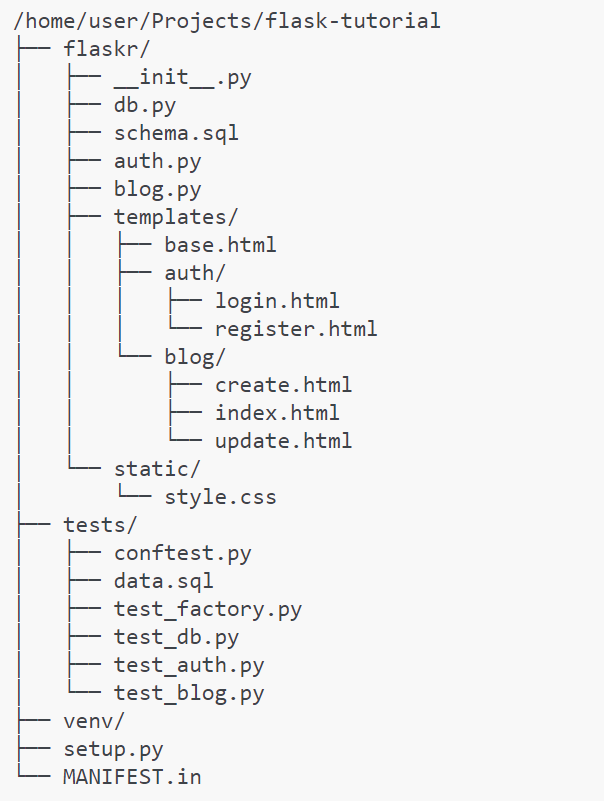 /home/user/Projects/flask-tutorial
├── flaskr/
│   ├── __init__.py
│   ├── db.py
│   ├── schema.sql
│   ├── auth.py
│   ├── blog.py
│   ├── templates/
│   │   ├── base.html
│   │   ├── auth/
│   │   │   ├── login.html
│   │   │   └── register.html
│   │   └── blog/
│   │       ├── create.html
│   │       ├── index.html
│   │       └── update.html
│   └── static/
│       └── style.css
├── tests/
│   ├── conftest.py
│   ├── data.sql
│   ├── test_factory.py
│   ├── test_db.py
│   ├── test_auth.py
│   └── test_blog.py
├── venv/
├── setup.py
└── MANIFEST.in